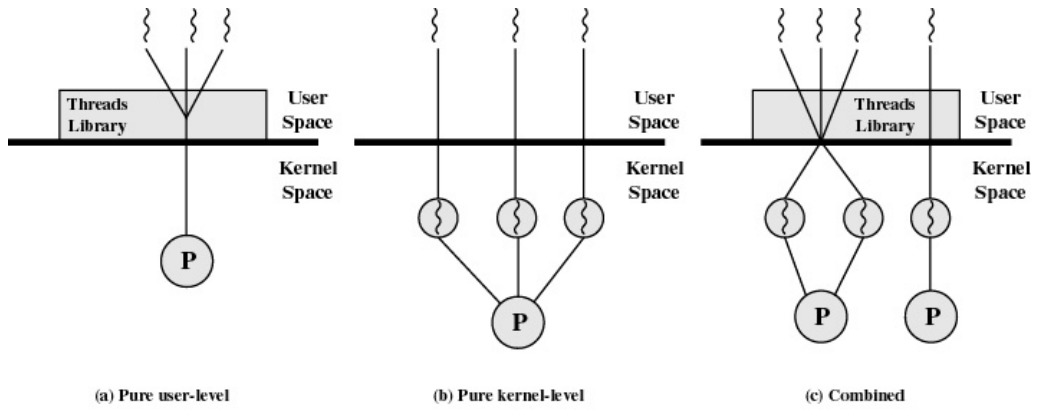 Threads
Library
User
Space
Kernel
Space
P
(a) Pure user-level
User
Space
Kernel
Space
P
(b) Pure kernel-level
Threads
Library
User
Space
Kernel
Space
P
P
(c) Combined